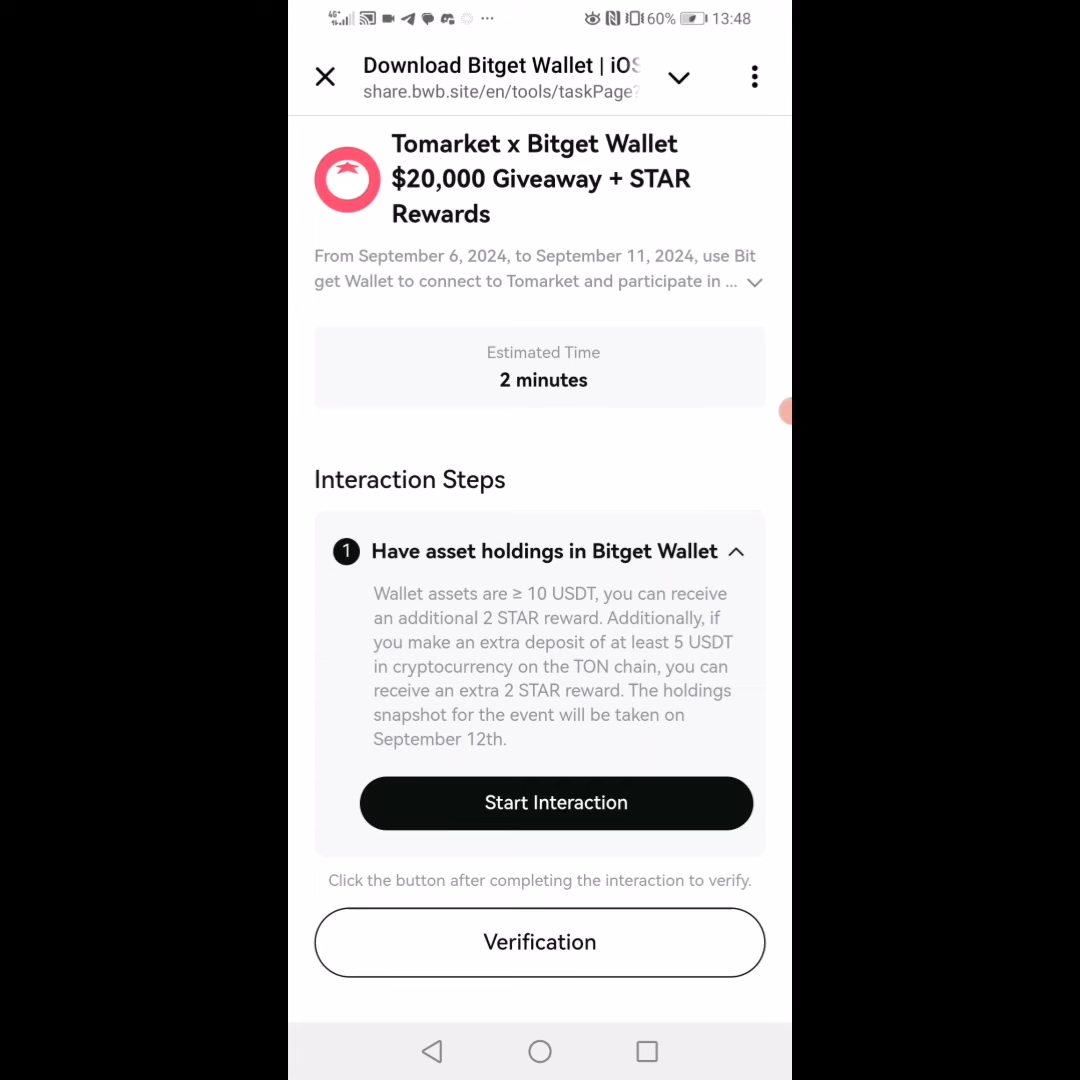 4G+ 60% 13:48
Download Bitget Wallet | iOS
share.bwb.site/en/tools/taskPage?
Tomarket x Bitget Wallet
$20,000 Giveaway + STAR
Rewards
From September 6, 2024, to September 11, 2024, use Bit
get Wallet to connect to Tomarket and participate in ...
Estimated Time
2 minutes
Interaction Steps
1 Have asset holdings in Bitget Wallet
Wallet assets are ≥ 10 USDT, you can receive
an additional 2 STAR reward. Additionally, if
you make an extra deposit of at least 5 USDT
in cryptocurrency on the TON chain, you can
receive an extra 2 STAR reward. The holdings
snapshot for the event will be taken on
September 12th.
Start Interaction
Click the button after completing the interaction to verify.
Verification